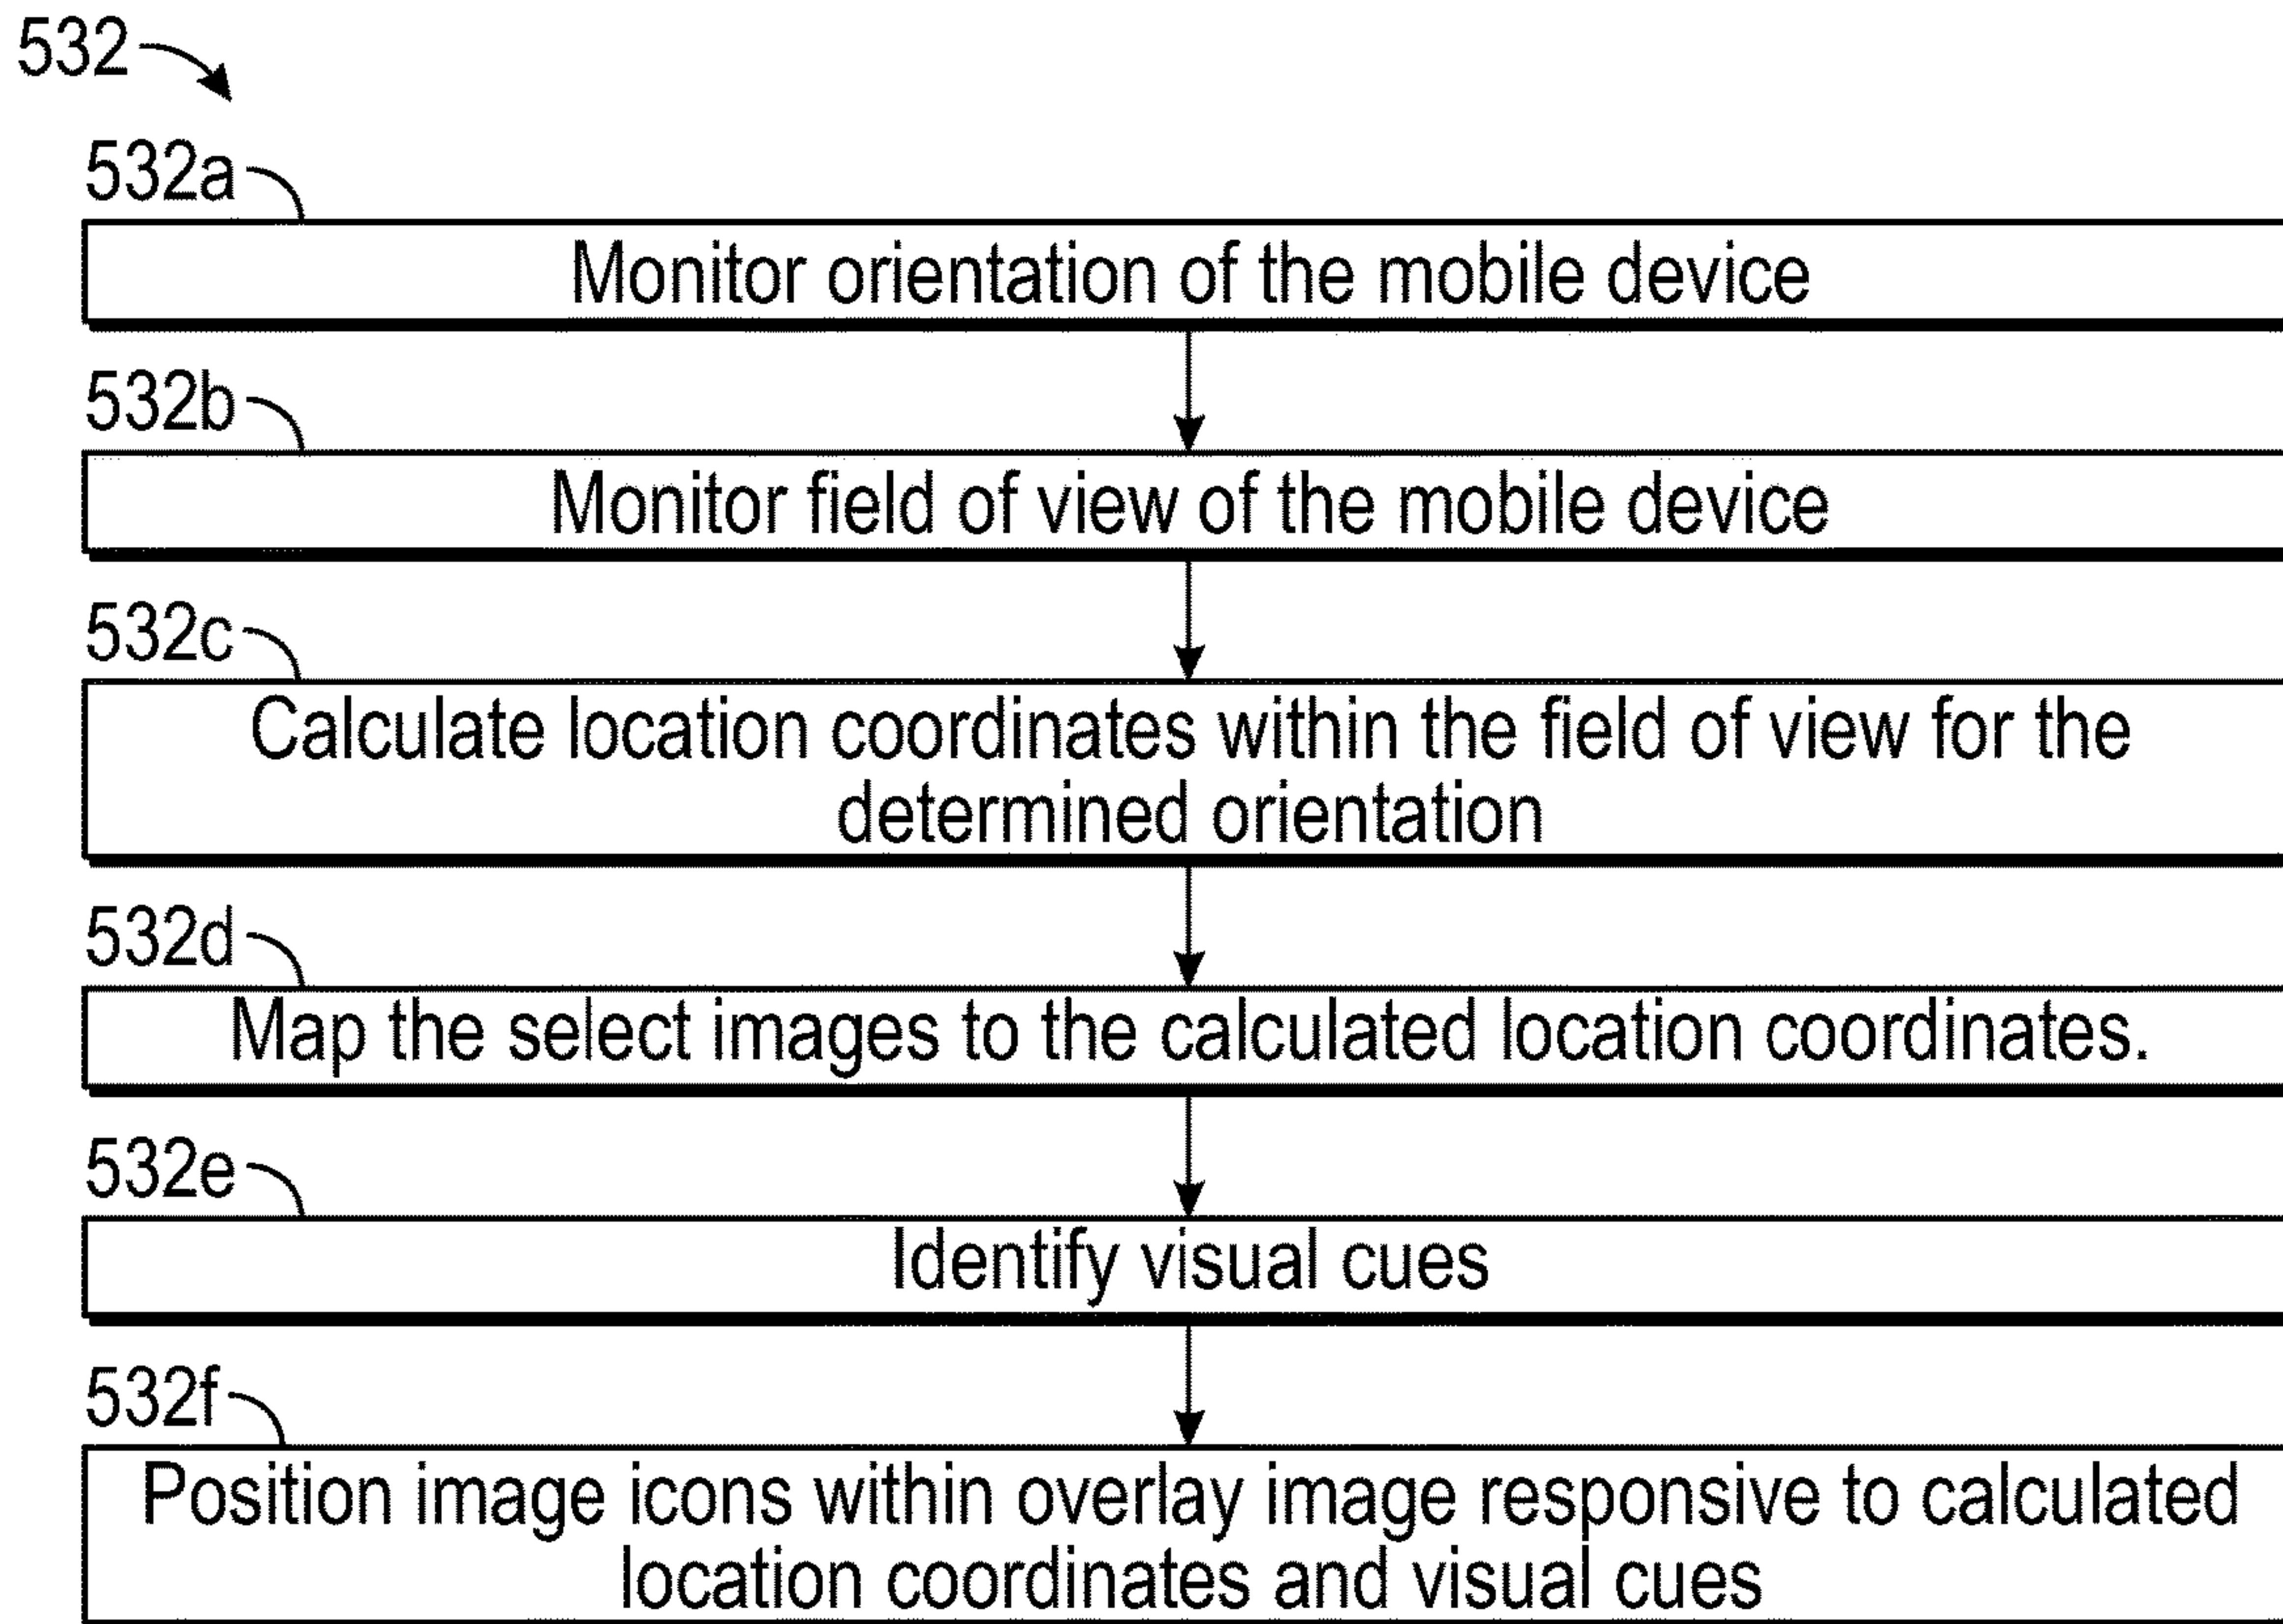 532
532a
Monitor orientation of the mobile device
532b
Monitor field of view of the mobile device
532c
Calculate location coordinates within the field of view for the
determined orientation
532d
Map the select images to the calculated location coordinates.
532e
Identify visual cues
532f
Position image icons within overlay image responsive to calculated
location coordinates and visual cues